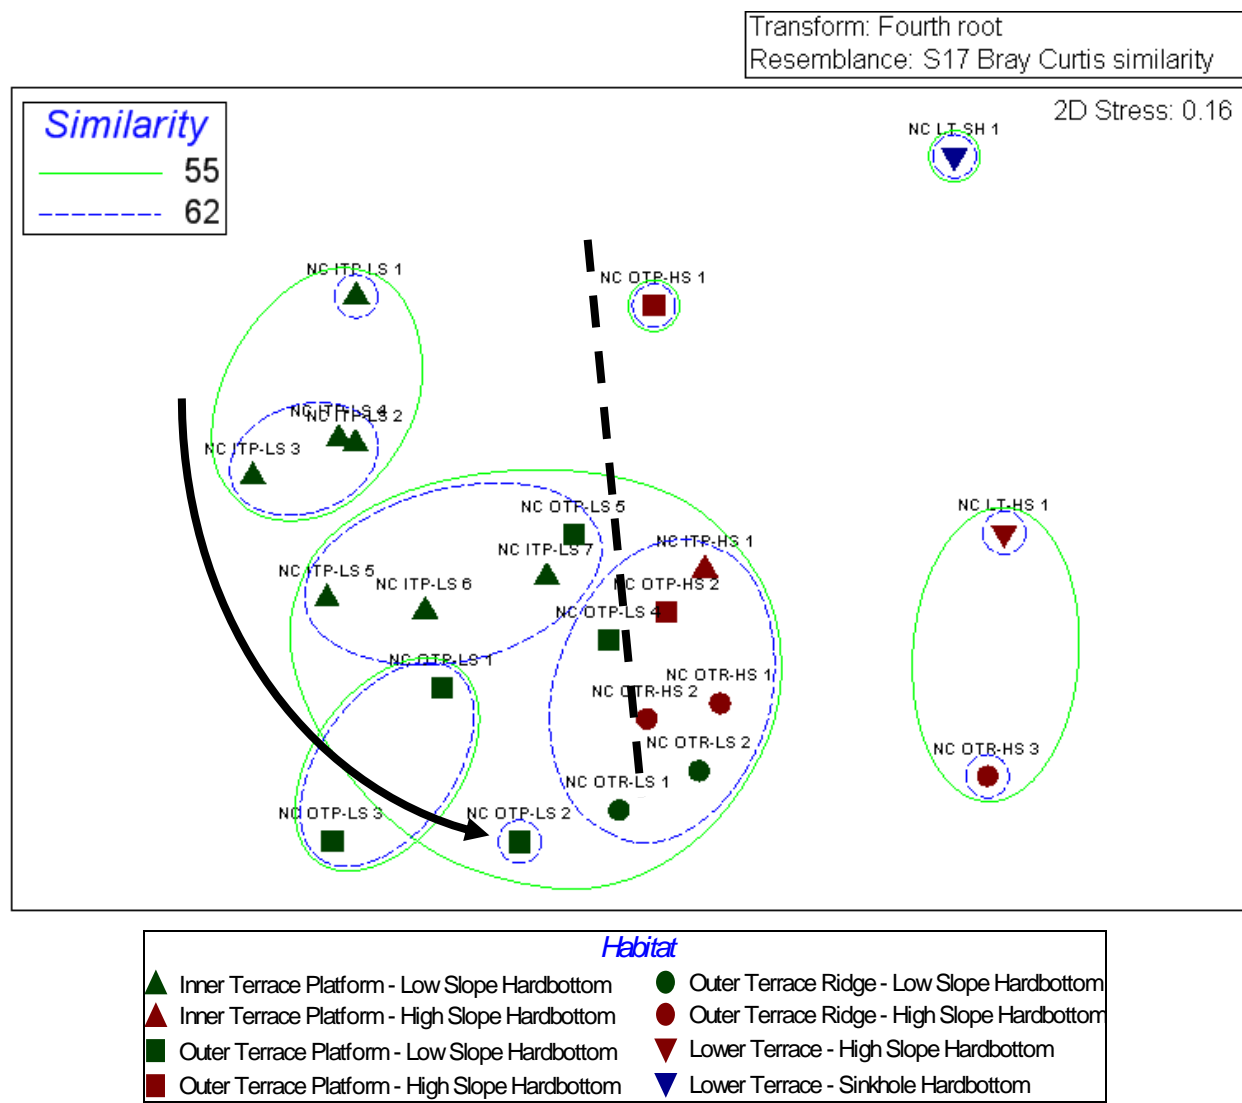 Transform: Fourth root
Resemblance: S17 Bray Curtis similarity
2D Stress: 0.16
Similarity
55
62
NC LT-SH 1
NC ITP-LS 1
NC OTP-HS 1
NC ITP-LS 4
NC ITP-LS 2
NC ITP-LS 3
NC OTP-LS 5
NC LT-HS 1
NC ITP-LS 7
NC ITP-HS 1
NC ITP-LS 5
NC ITP-LS 6
NC OTP-HS 2
NC OTP-LS 4
NC OTP-LS 1
NC OTR-HS 1
NC OTR-HS 2
NC OTR-LS 2
NC OTR-HS 3
NC OTR-LS 1
NC OTP-LS 3
NC OTP-LS 2
Habitat
Inner Terrace Platform - Low Slope Hardbottom
Inner Terrace Platform - High Slope Hardbottom
Outer Terrace Platform - Low Slope Hardbottom
Outer Terrace Platform - High Slope Hardbottom
Outer Terrace Ridge - Low Slope Hardbottom
Outer Terrace Ridge - High Slope Hardbottom
Lower Terrace - High Slope Hardbottom
Lower Terrace - Sinkhole Hardbottom